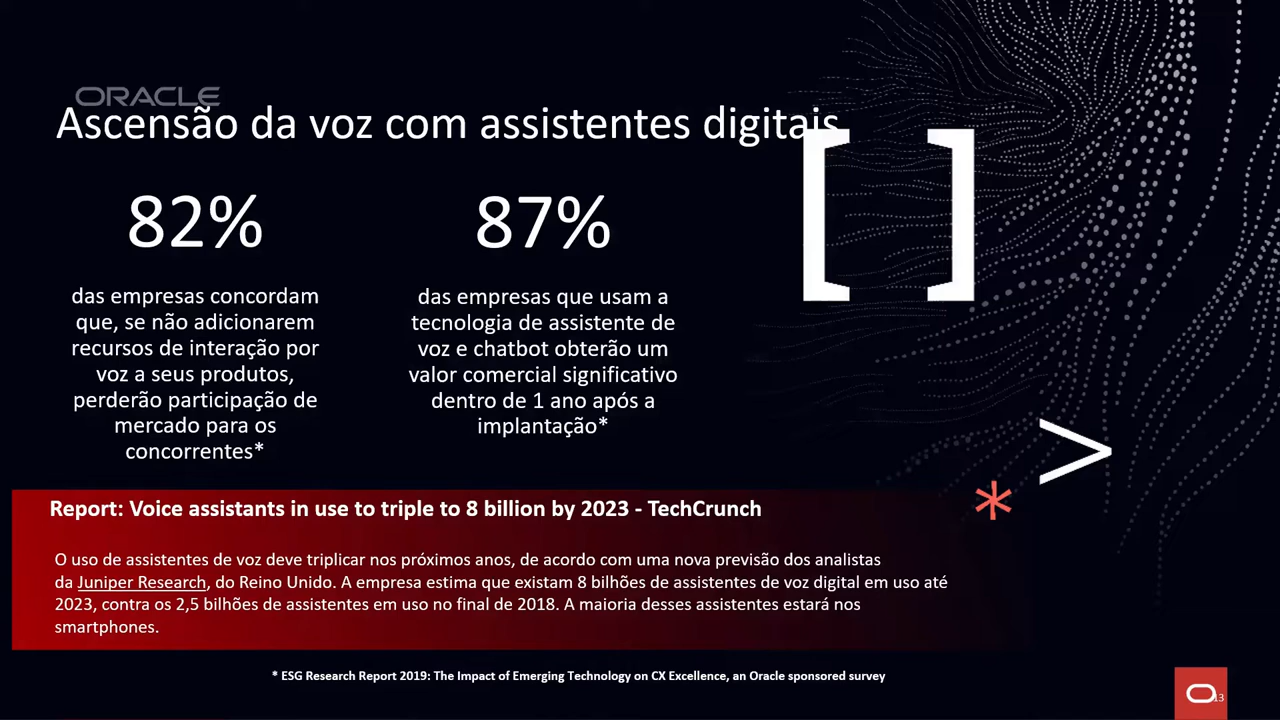 ORACLE
Ascensão da voz com assistentes digitais
82%
das empresas concordam
que, se não adicionarem
recursos de interação por
voz a seus produtos,
perderão participação de
mercado para os
concorrentes*
87%
das empresas que usam a
tecnologia de assistente de
voz e chatbot obterão um
valor comercial significativo
dentro de 1 ano após a
implantação*
[ ]
>
*
Report: Voice assistants in use to triple to 8 billion by 2023 - TechCrunch
O uso de assistentes de voz deve triplicar nos próximos anos, de acordo com uma nova previsão dos analistas
da Juniper Research, do Reino Unido. A empresa estima que existam 8 bilhões de assistentes de voz digital em uso até
2023, contra os 2,5 bilhões de assistentes em uso no final de 2018. A maioria desses assistentes estará nos
smartphones.
* ESG Research Report 2019: The Impact of Emerging Technology on CX Excellence, an Oracle sponsored survey
13